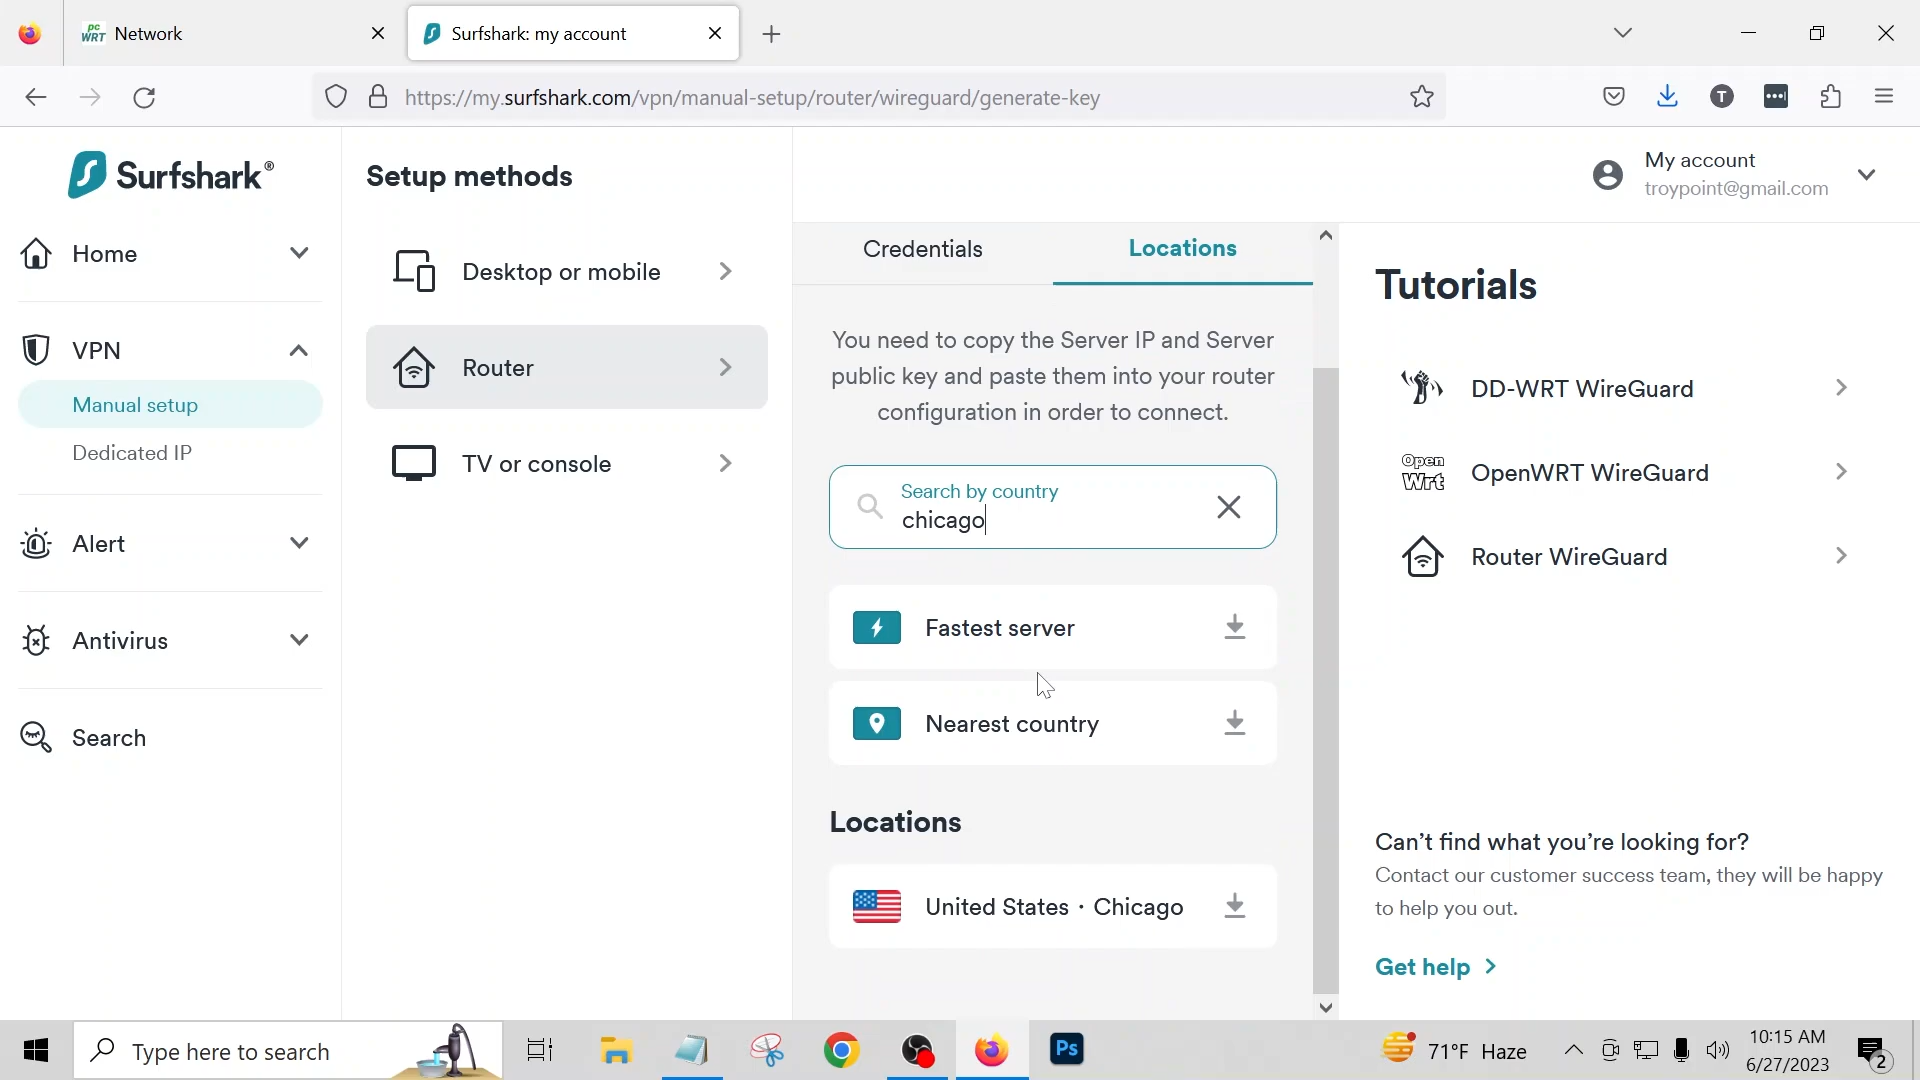 pc
WRT
Network
Surfshark: my account
https://my.surfshark.com/vpn/manual-setup/router/wireguard/generate-key
T
Surfshark®
Home
VPN
Manual setup
Dedicated IP
Alert
Antivirus
Search
Setup methods
Desktop or mobile
Router
TV or console
My account
troypoint@gmail.com
Credentials
Locations
You need to copy the Server IP and Server
public key and paste them into your router
configuration in order to connect.
Search by country
chicago
Fastest server
Nearest country
Locations
United States · Chicago
Tutorials
DD-WRT WireGuard
Open
Wrt
OpenWRT WireGuard
Router WireGuard
Can't find what you're looking for?
Contact our customer success team, they will be happy
to help you out.
Get help
Type here to search
Ps
71°F Haze
10:15 AM
6/27/2023
2